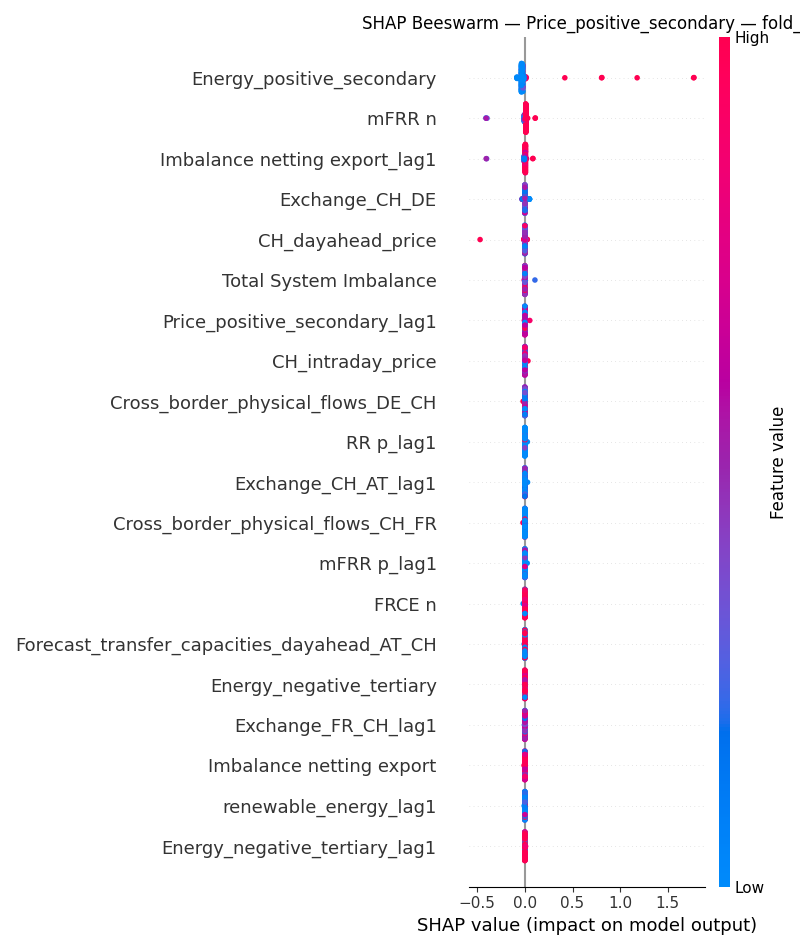 SHAP Beeswarm — Price_positive_secondary — fold_
High
Energy_positive_secondary
mFRR n
Imbalance netting export_lag1
Exchange_CH_DE
CH_dayahead_price
Total System Imbalance
Price_positive_secondary_lag1
CH_intraday_price
Cross_border_physical_flows_DE_CH
RR p_lag1
Exchange_CH_AT_lag1
Cross_border_physical_flows_CH_FR
mFRR p_lag1
FRCE n
Forecast_transfer_capacities_dayahead_AT_CH
Energy_negative_tertiary
Exchange_FR_CH_lag1
Imbalance netting export
renewable_energy_lag1
Energy_negative_tertiary_lag1
Feature value
Low
−0.5 0.0 0.5 1.0 1.5
SHAP value (impact on model output)